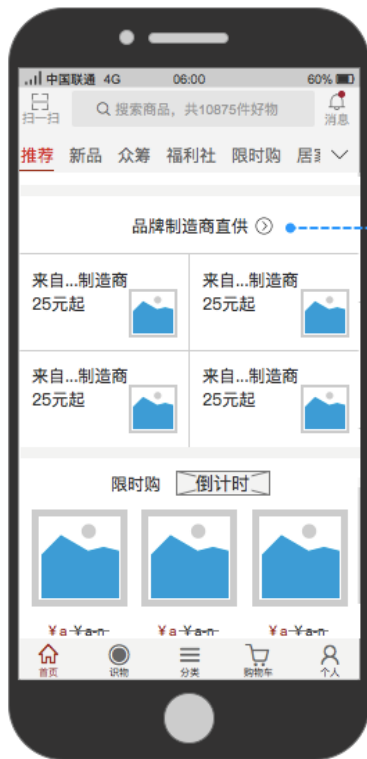 中国联通 4G 06:00 60%
扫一扫 搜索商品，共10875件好物 消息
推荐 新品 众筹 福利社 限时购
品牌制造商直供
来自...制造商 来自...制造商
25元起 25元起
来自...制造商 来自...制造商
25元起 25元起
限时购 倒计时
￥a ￥a-n ￥a ￥a-n ￥a ￥a-n
首页 识物 分类 购物车 个人